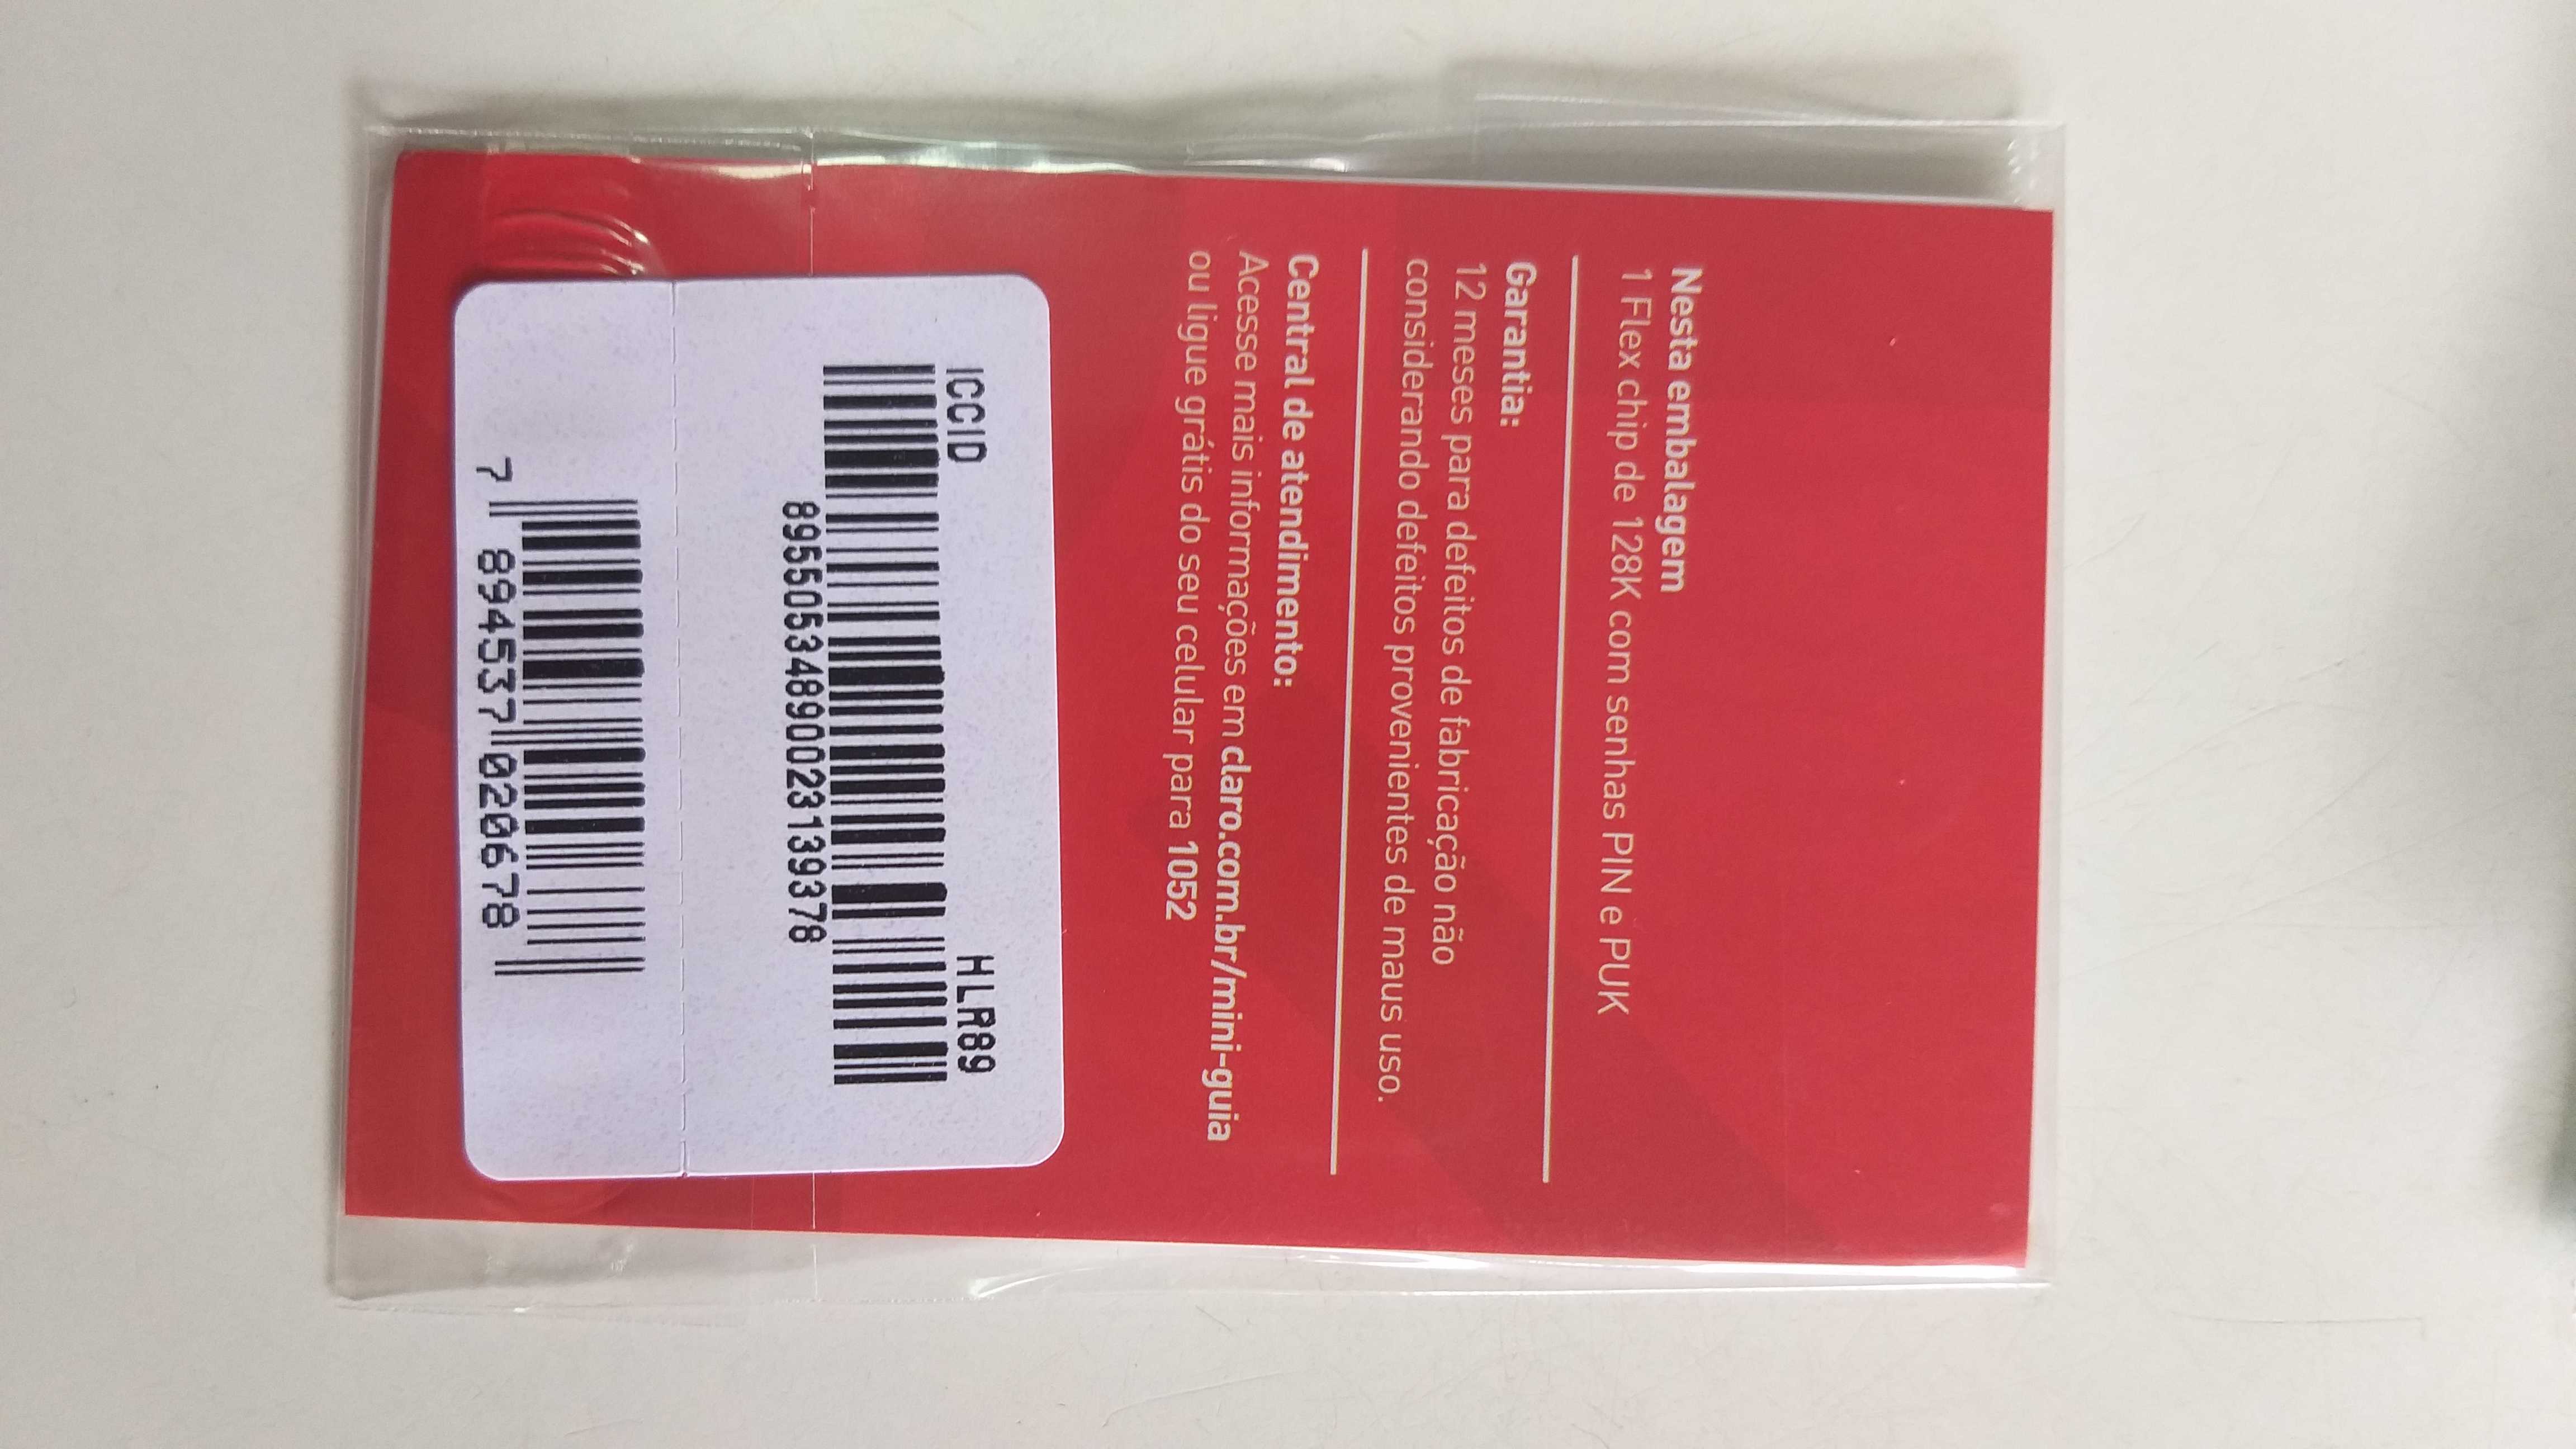 Nesta embalagem
1 Flex chip de 128K com senhas PIN e PUK
Garantia:
12 meses para defeitos de fabricação não
considerando defeitos provenientes de maus uso.
Central de atendimento:
Acesse mais informações em claro.com.br/mini-guia
ou ligue grátis do seu celular para 1052
ICCID HLR89
89550534890023139378
7 894537 020678